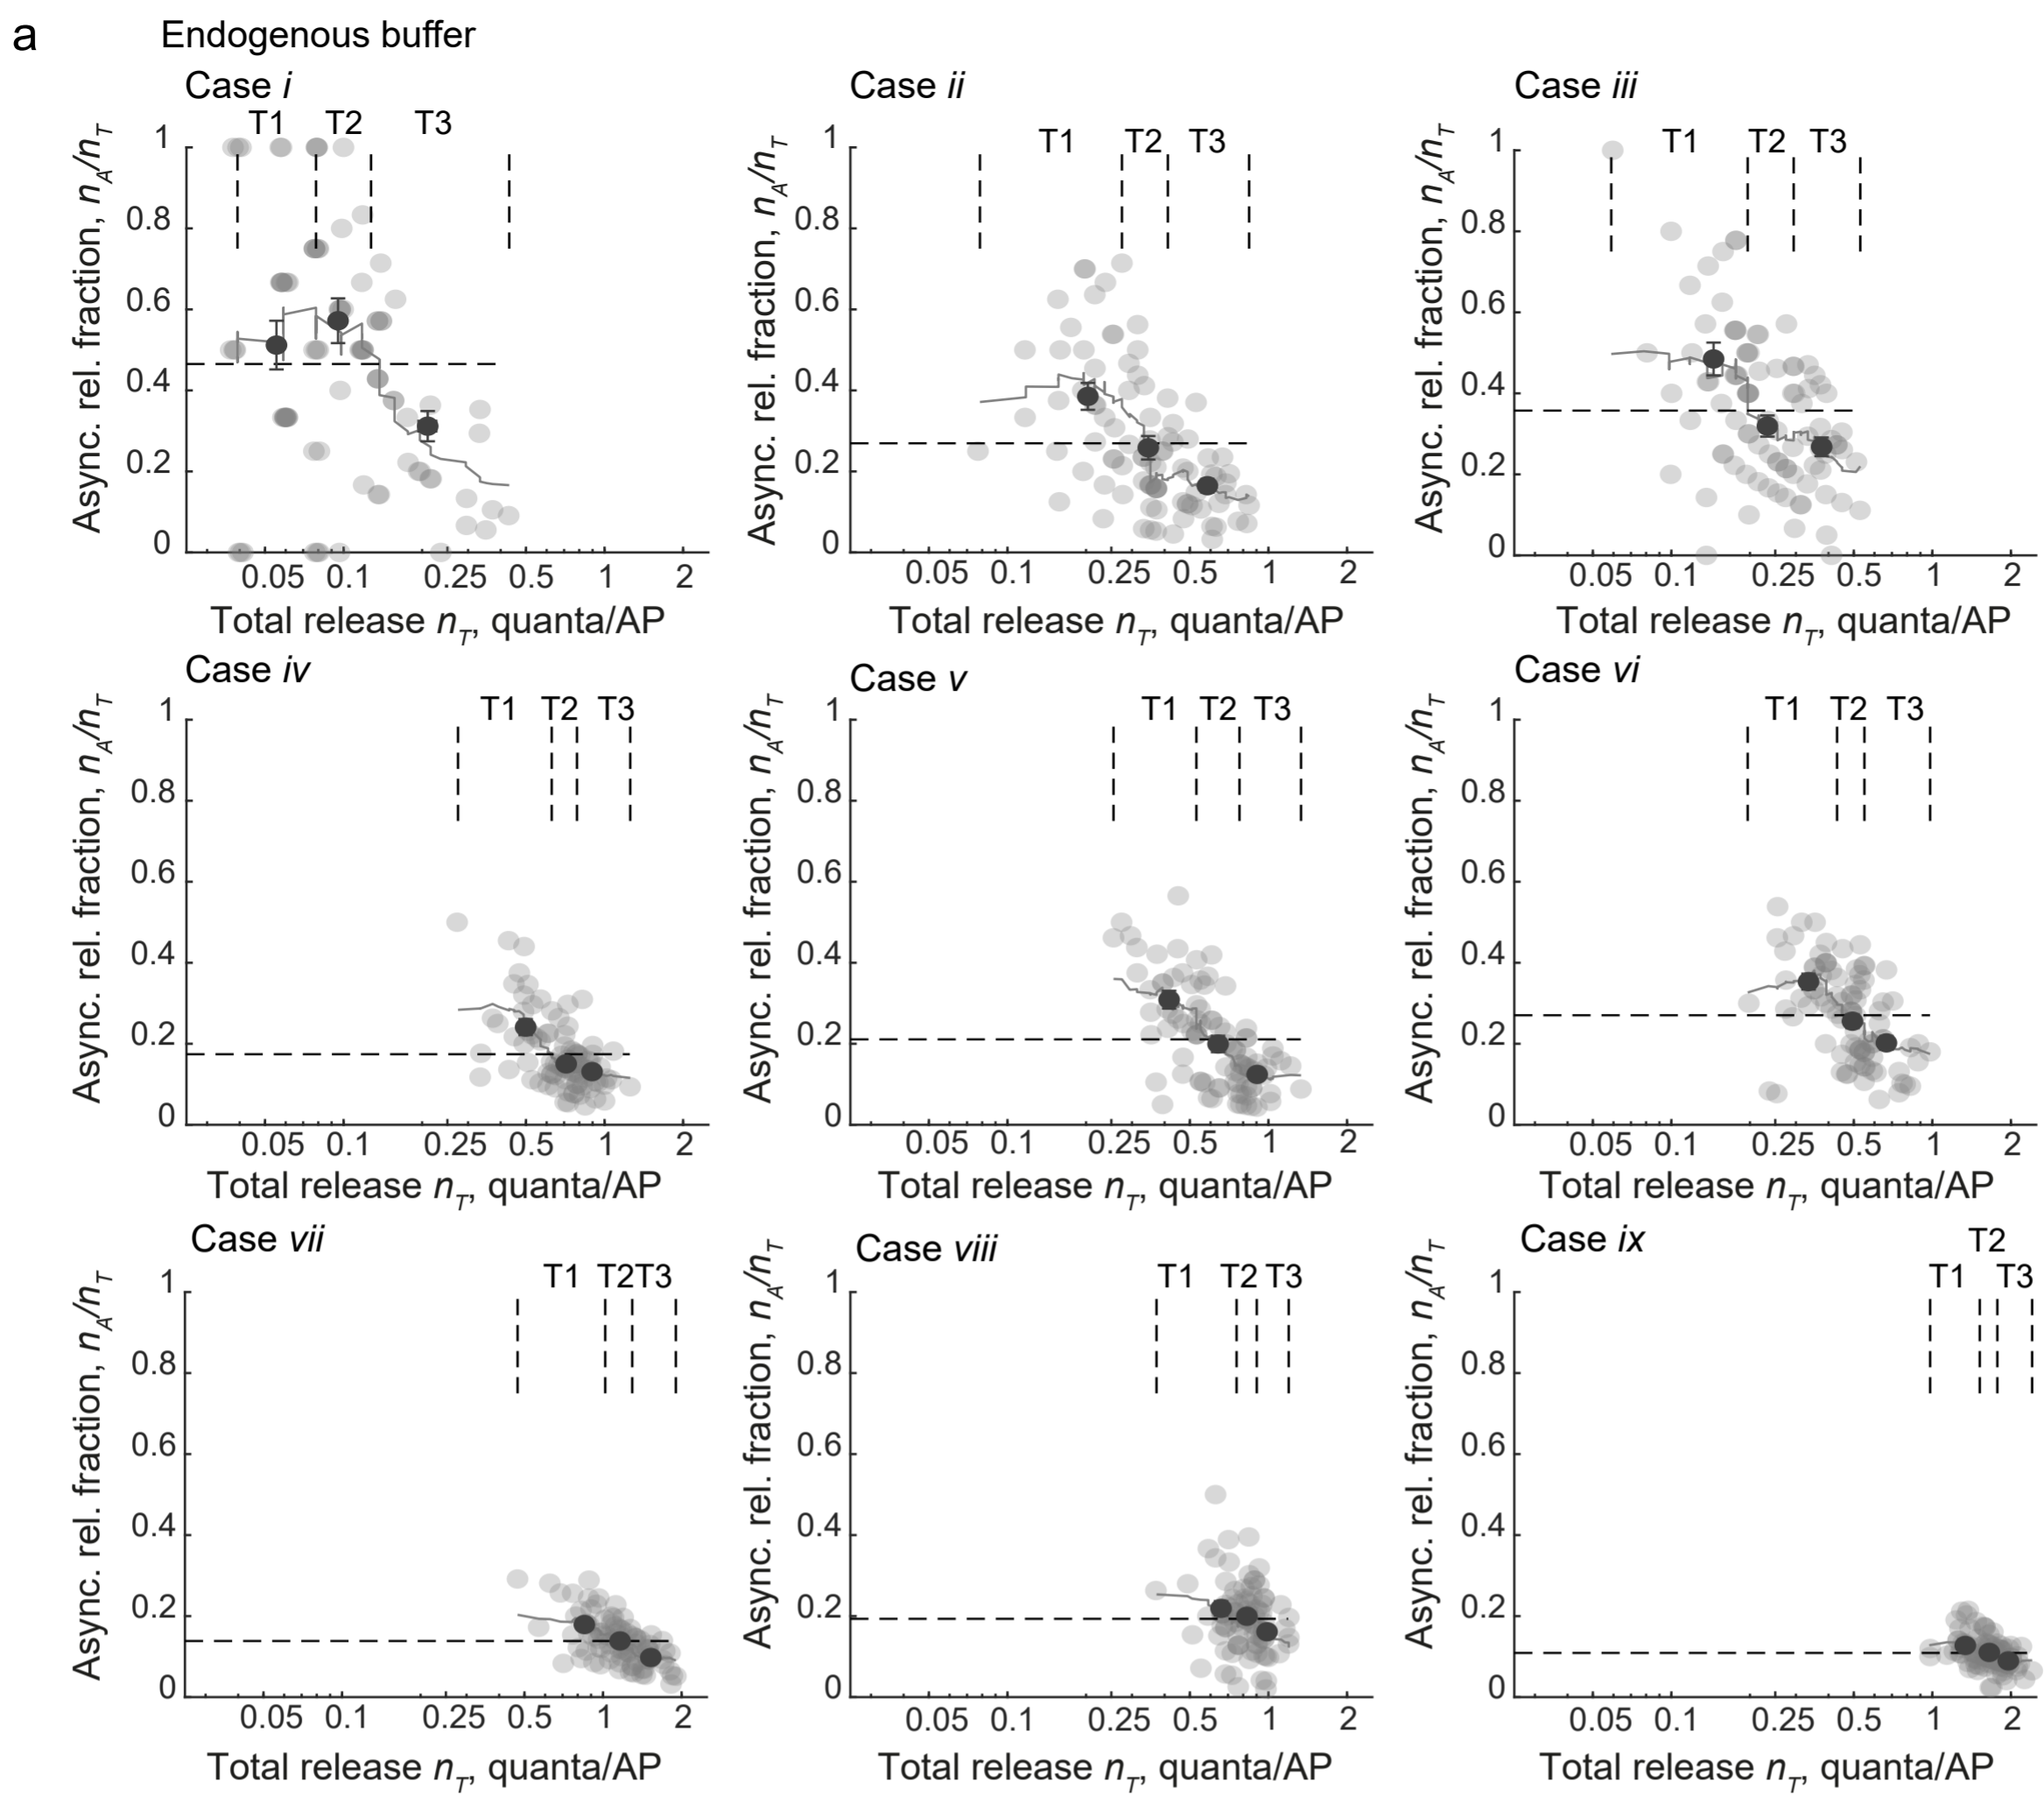 a
Endogenous buffer
Case i
T1 T2 T3
Async. rel. fraction, nA/nT
1
0.8
0.6
0.4
0.2
0
0.05 0.1 0.25 0.5 1 2
Total release nT, quanta/AP
Case ii
T1 T2 T3
Async. rel. fraction, nA/nT
1
0.8
0.6
0.4
0.2
0
0.05 0.1 0.25 0.5 1 2
Total release nT, quanta/AP
Case iii
T1 T2 T3
Async. rel. fraction, nA/nT
1
0.8
0.6
0.4
0.2
0
0.05 0.1 0.25 0.5 1 2
Total release nT, quanta/AP
Case iv
T1 T2 T3
Async. rel. fraction, nA/nT
1
0.8
0.6
0.4
0.2
0
0.05 0.1 0.25 0.5 1 2
Total release nT, quanta/AP
Case v
T1 T2 T3
Async. rel. fraction, nA/nT
1
0.8
0.6
0.4
0.2
0
0.05 0.1 0.25 0.5 1 2
Total release nT, quanta/AP
Case vi
T1 T2 T3
Async. rel. fraction, nA/nT
1
0.8
0.6
0.4
0.2
0
0.05 0.1 0.25 0.5 1 2
Total release nT, quanta/AP
Case vii
T1 T2T3
Async. rel. fraction, nA/nT
1
0.8
0.6
0.4
0.2
0
0.05 0.1 0.25 0.5 1 2
Total release nT, quanta/AP
Case viii
T1 T2 T3
Async. rel. fraction, nA/nT
1
0.8
0.6
0.4
0.2
0
0.05 0.1 0.25 0.5 1 2
Total release nT, quanta/AP
Case ix
T2
T1 T3
Async. rel. fraction, nA/nT
1
0.8
0.6
0.4
0.2
0
0.05 0.1 0.25 0.5 1 2
Total release nT, quanta/AP